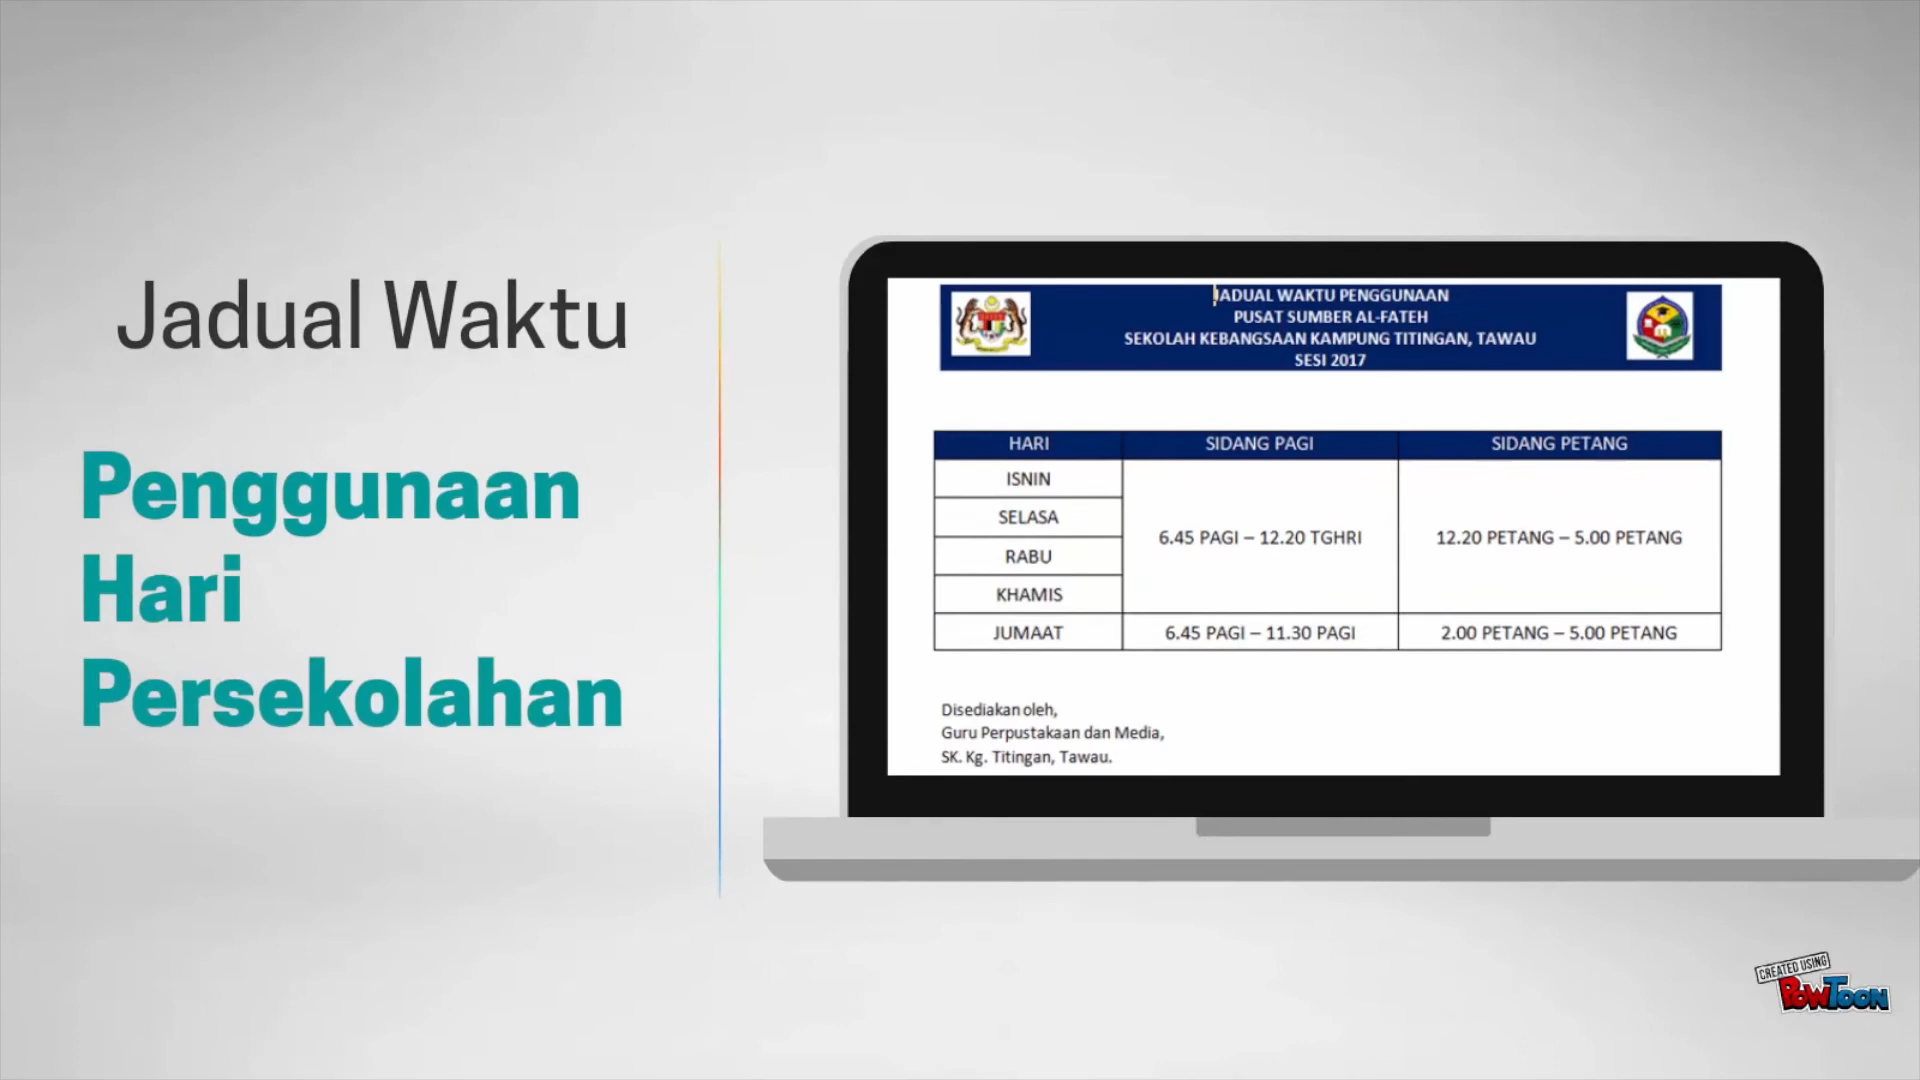 Jadual Waktu
Penggunaan
Hari
Persekolahan
JADUAL WAKTU PENGGUNAAN
PUSAT SUMBER AL-FATEH
SEKOLAH KEBANGSAAN KAMPUNG TITINGAN, TAWAU
SESI 2017
HARI SIDANG PAGI SIDANG PETANG
ISNIN
SELASA
6.45 PAGI – 12.20 TGHRI 12.20 PETANG – 5.00 PETANG
RABU
KHAMIS
JUMAAT 6.45 PAGI – 11.30 PAGI 2.00 PETANG – 5.00 PETANG
Disediakan oleh,
Guru Perpustakaan dan Media,
SK. Kg. Titingan, Tawau.
CREATED USING
POWTOON